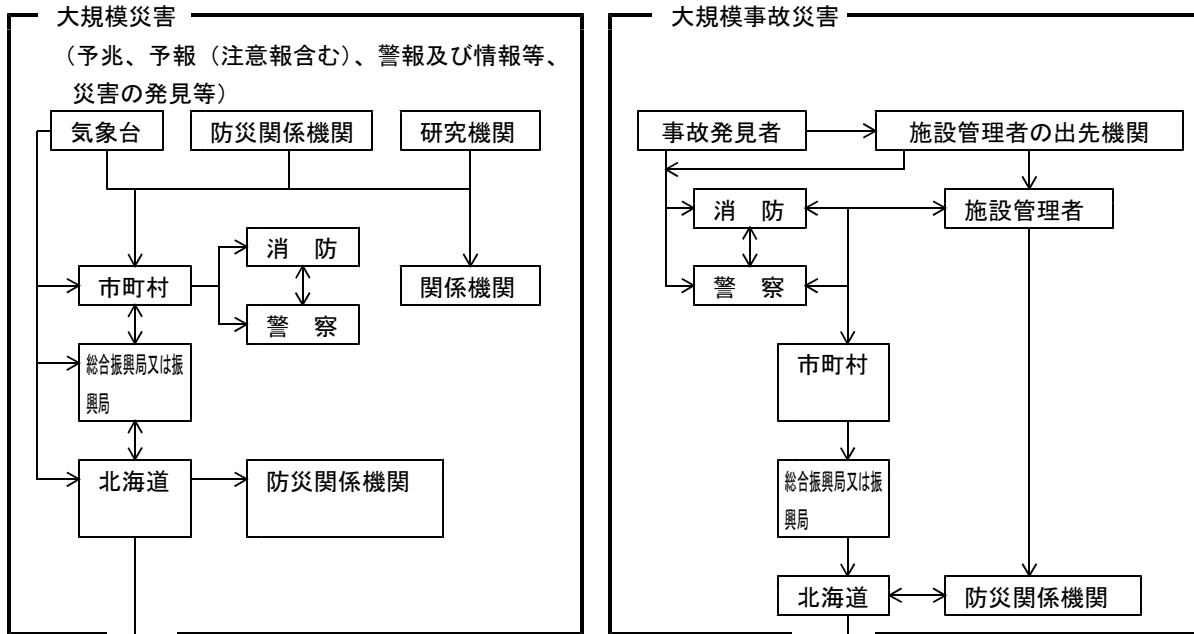 大規模災害
（予兆、予報（注意報含む）、警報及び情報等、
災害の発見等）
気象台
防災関係機関
研究機関
消　防
市町村
関係機関
警　察
総合振興局又は振
興局
北海道
防災関係機関
大規模事故災害
事故発見者
施設管理者の出先機関
消　防
施設管理者
警　察
市町村
総合振興局又は振
興局
北海道
防災関係機関